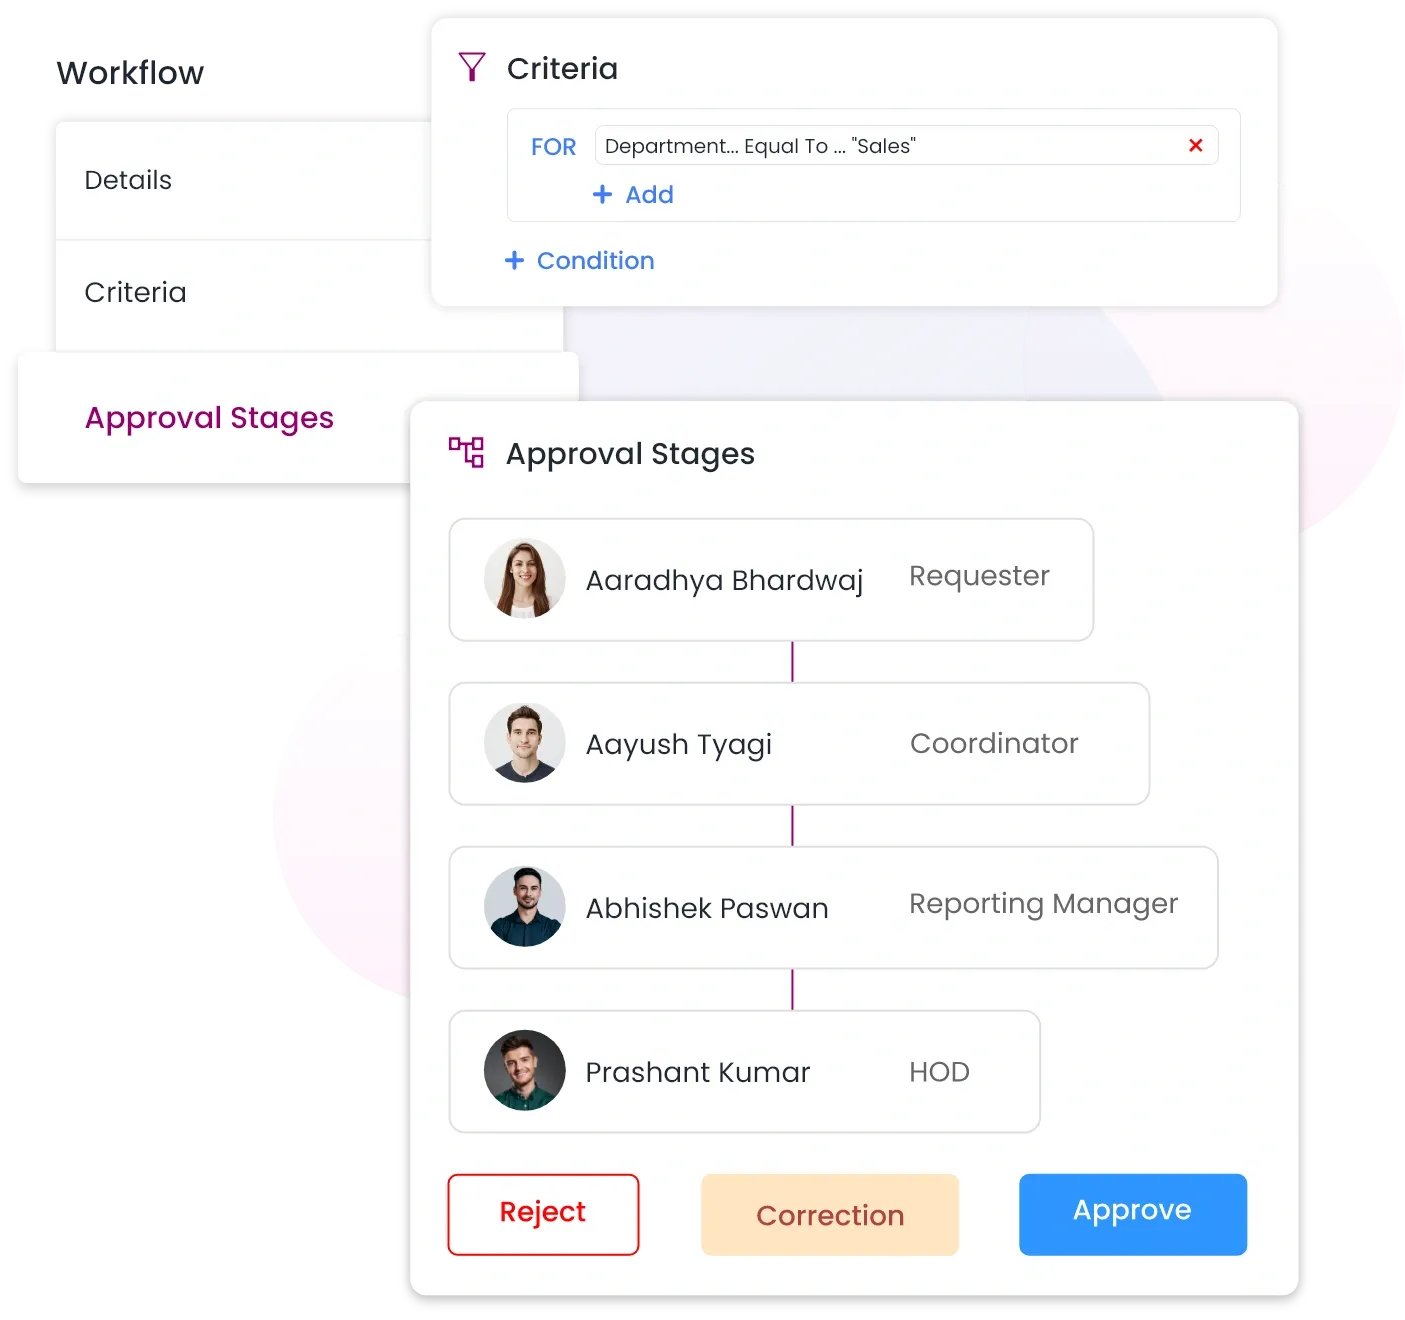 Workflow
Details
Criteria
Approval Stages
Criteria
FOR Department... Equal To ... "Sales"
+ Add
+ Condition
Approval Stages
Aaradhya Bhardwaj Requester
Aayush Tyagi Coordinator
Abhishek Paswan Reporting Manager
Prashant Kumar HOD
Reject Correction Approve